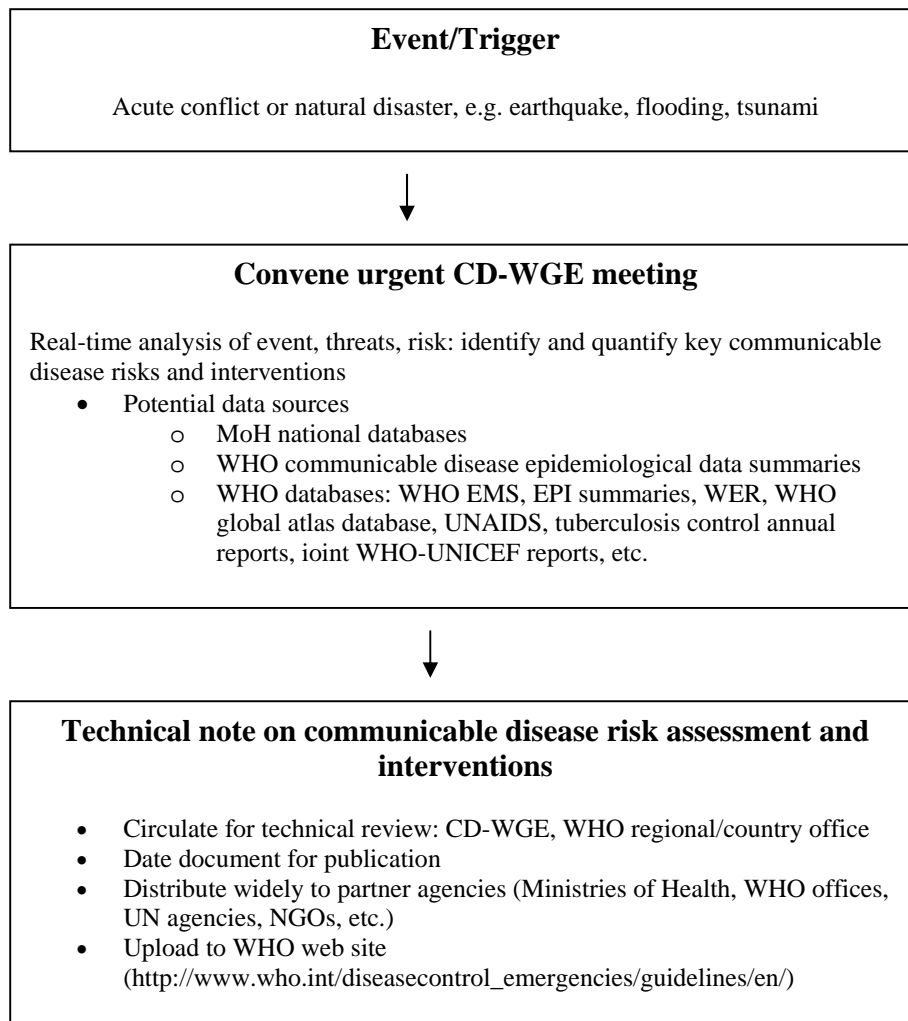 Event/Trigger
Acute conflict or natural disaster, e.g. earthquake, flooding, tsunami
Convene urgent CD-WGE meeting
Real-time analysis of event, threats, risk: identify and quantify key communicable
disease risks and interventions
• Potential data sources
o MoH national databases
o WHO communicable disease epidemiological data summaries
o WHO databases: WHO EMS, EPI summaries, WER, WHO
global atlas database, UNAIDS, tuberculosis control annual
reports, ioint WHO-UNICEF reports, etc.
Technical note on communicable disease risk assessment and
interventions
• Circulate for technical review: CD-WGE, WHO regional/country office
• Date document for publication
• Distribute widely to partner agencies (Ministries of Health, WHO offices,
UN agencies, NGOs, etc.)
• Upload to WHO web site
(http://www.who.int/diseasecontrol_emergencies/guidelines/en/)